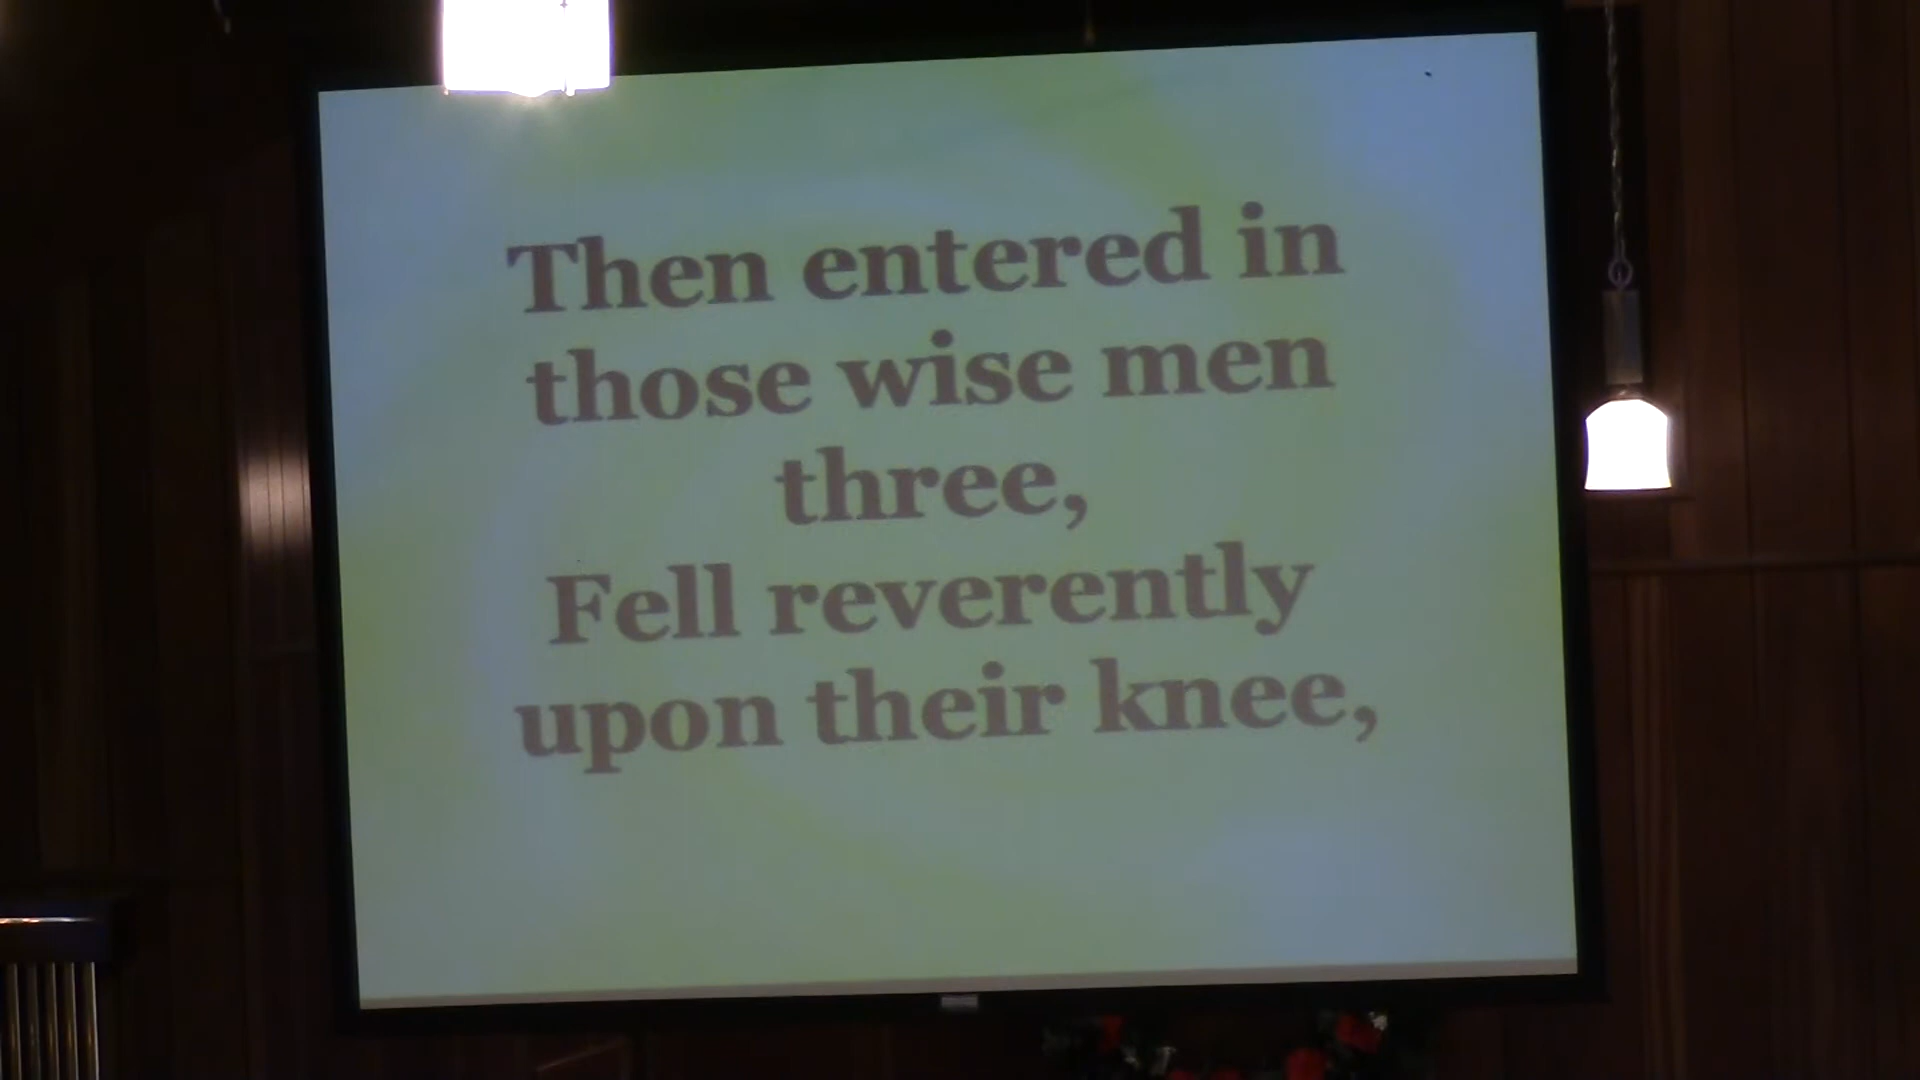 Then entered in
those wise men
three,
Fell reverently
upon their knee,